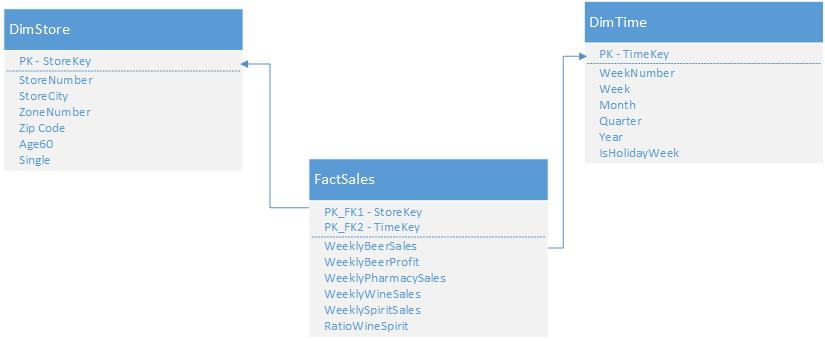 DimStore
PK - StoreKey
StoreNumber
StoreCity
ZoneNumber
Zip Code
Age60
Single
DimTime
PK - TimeKey
WeekNumber
Week
Month
Quarter
Year
IsHolidayWeek
FactSales
PK_FK1 - StoreKey
PK_FK2 - TimeKey
WeeklyBeerSales
WeeklyBeerProfit
WeeklyPharmacySales
WeeklyWineSales
WeeklySpiritSales
RatioWineSpirit